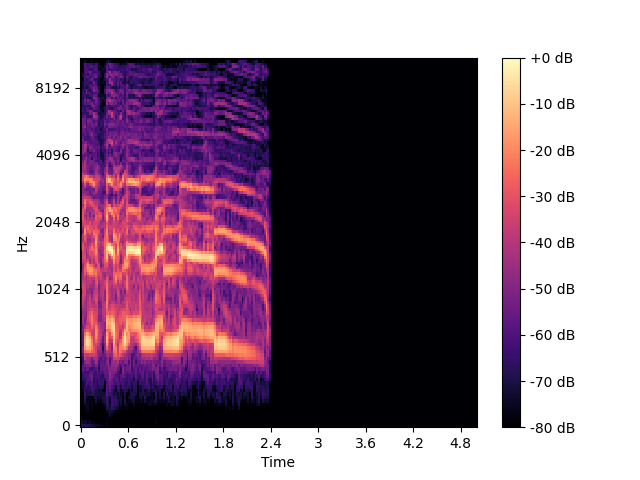 +0 dB
8192
-10 dB
4096
-20 dB
-30 dB
2048
Hz
-40 dB
1024
-50 dB
512
-60 dB
-70 dB
0
-80 dB
0 0.6 1.2 1.8 2.4 3 3.6 4.2 4.8
Time